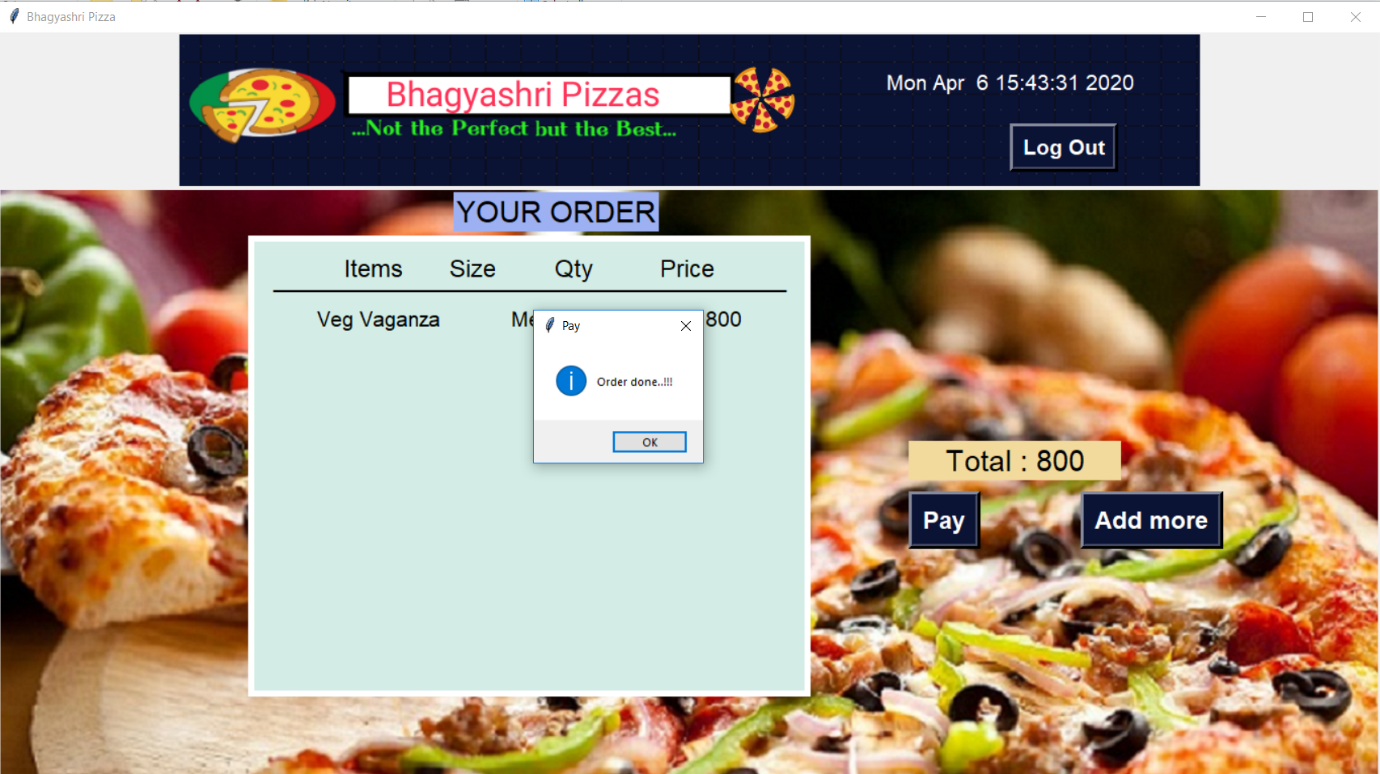 Bhagyashri Pizza
Bhagyashri Pizzas
...Not the Perfect but the Best...
Mon Apr  6 15:43:31 2020
Log Out
YOUR ORDER
Items Size Qty Price
Veg Vaganza 800
Pay
Order done..!!!
OK
Total : 800
Pay Add more